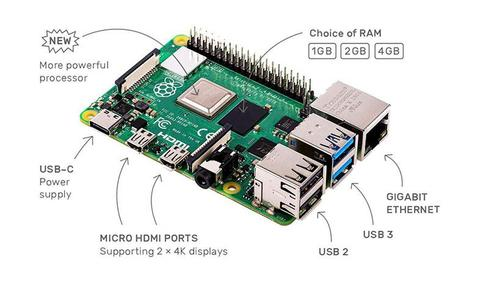 NEW
More powerful
processor
Choice of RAM
1GB 2GB 4GB
USB-C
Power
supply
MICRO HDMI PORTS
Supporting 2 × 4K displays
USB 2
USB 3
GIGABIT
ETHERNET